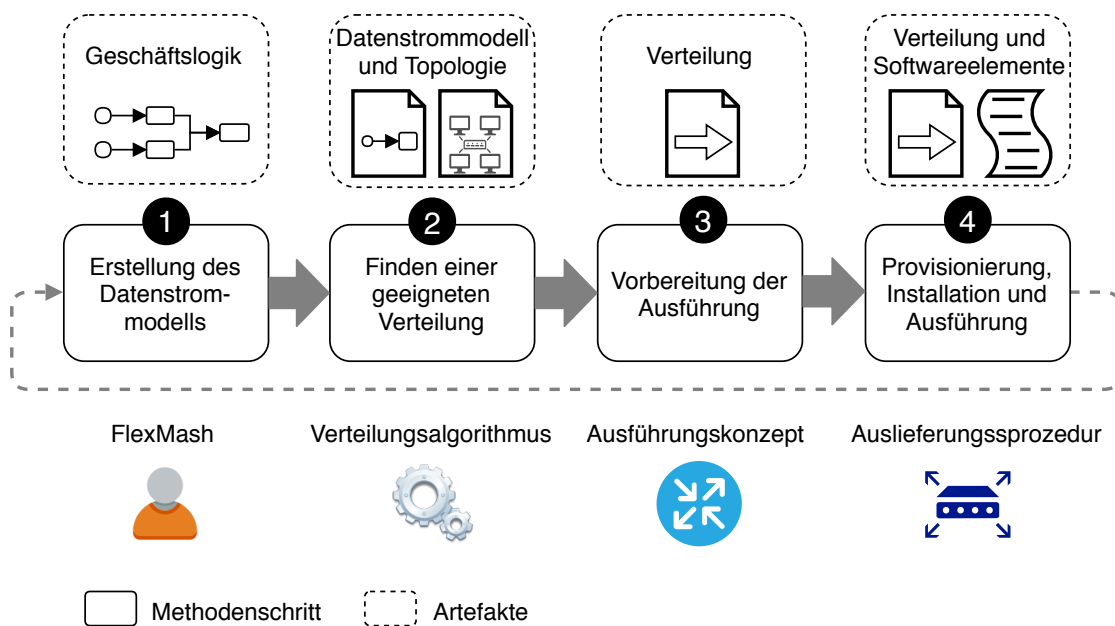 Geschäftslogik
Datenstrommodell
und Topologie
Verteilung
Verteilung und
Softwareelemente
1
2
3
4
Erstellung des
Datenstrom-
modells
Finden einer
geeigneten
Verteilung
Vorbereitung der
Ausführung
Provisionierung,
Installation und
Ausführung
FlexMash
Verteilungsalgorithmus
Ausführungskonzept
Auslieferungssprozedur
Methodenschritt
Artefakte